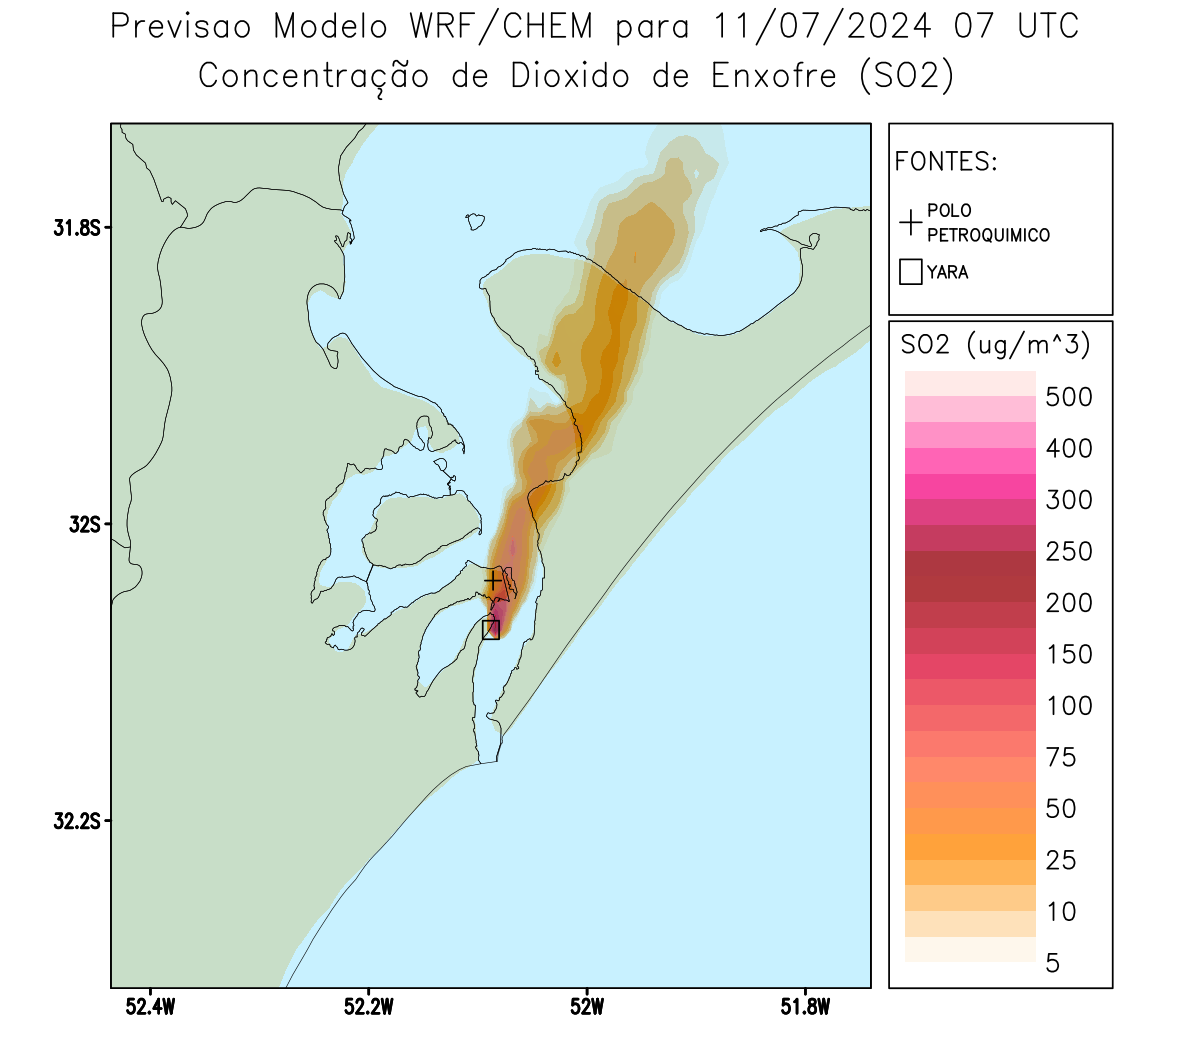 Previsao Modelo WRF/CHEM para 11/07/2024 07 UTC
Concentração de Dioxido de Enxofre (SO2)
FONTES:
POLO
PETROQUIMICO
YARA
SO2 (ug/m^3)
500
400
300
250
200
150
100
75
50
25
10
5
31.8S
32S
32.2S
52.4W
52.2W
52W
51.8W